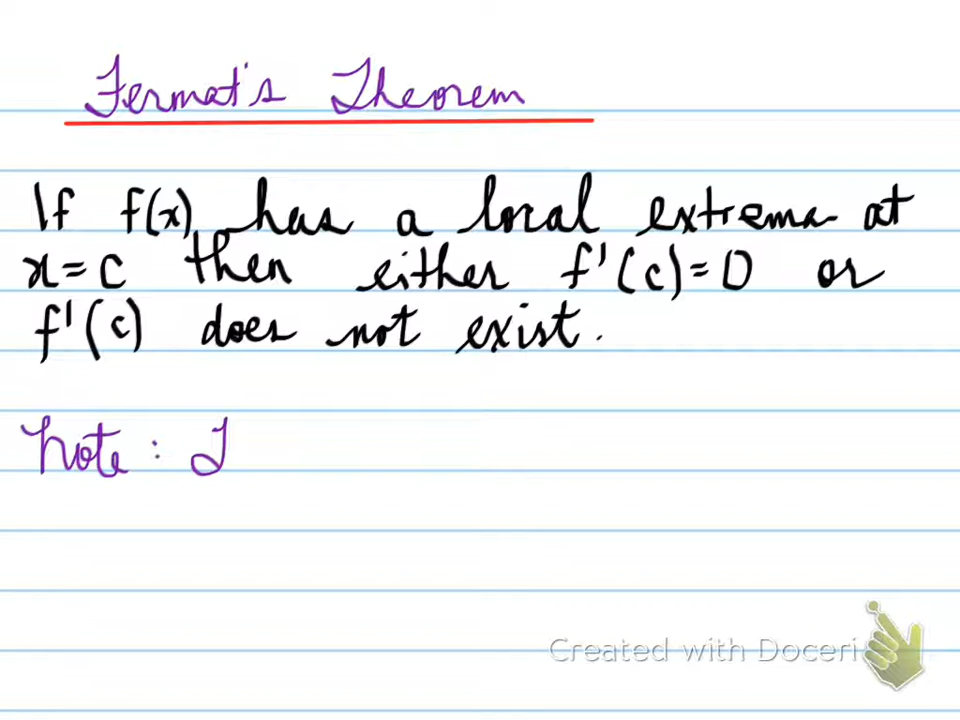 Fermat's Theorem
If f(x) has a local extrema at
x = c then either f'(c) = 0 or
f'(c) does not exist.
Note :
Created with Doceri